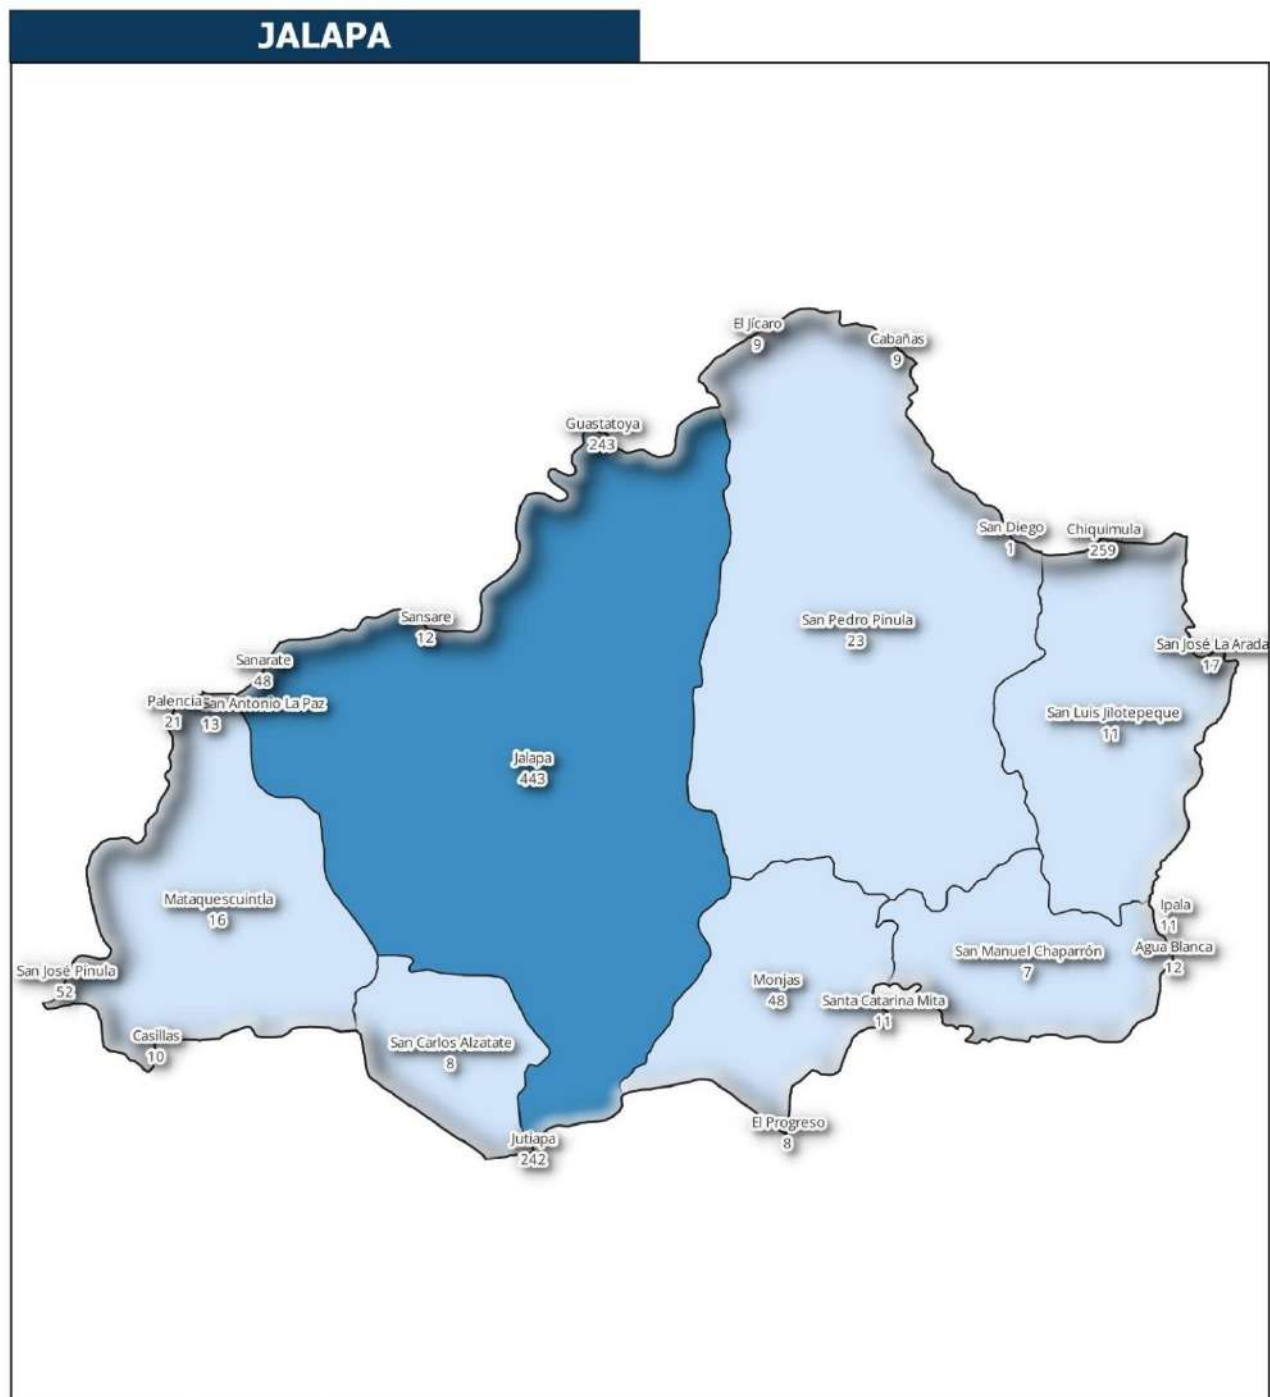 JALAPA
El Jícaro
9
Cabañas
9
Guastatoya
243
San Diego
1
Chiquimula
259
Sansare
12
San Pedro Pinula
23
San José La Arada
17
Sanarate
48
Palencia
21
San Antonio La Paz
13
San Luis Jilotepeque
11
Jalapa
443
Mataquescuintla
16
Ipala
11
Agua Blanca
12
San Manuel Chaparrón
7
San José Pinula
52
Monjas
48
Santa Catarina Mita
11
Casillas
10
San Carlos Alzatate
8
El Progreso
8
Jutiapa
242